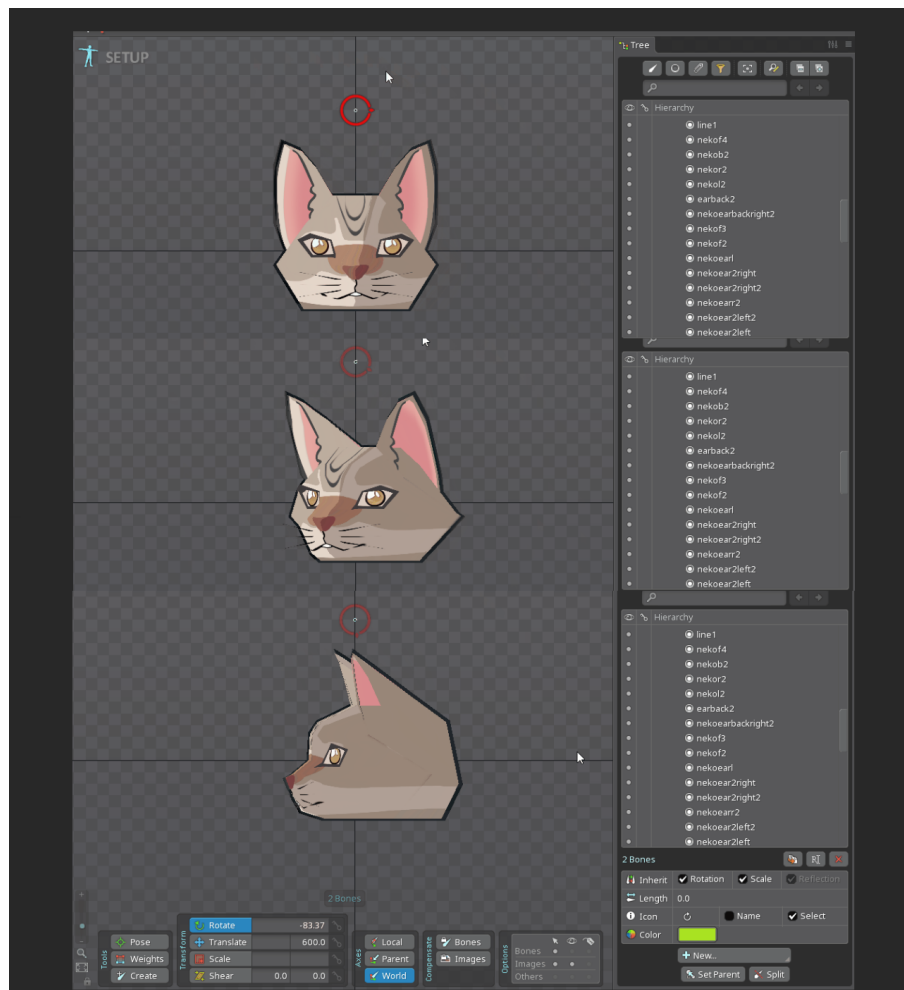 SETUP
Tree
Hierarchy
line1
nekof4
nekob2
nekor2
nekol2
earback2
nekoearbackright2
nekof3
nekof2
nekoearl
nekoear2right
nekoear2right2
nekoearr2
nekoear2left2
nekoear2left
Hierarchy
line1
nekof4
nekob2
nekor2
nekol2
earback2
nekoearbackright2
nekof3
nekof2
nekoearl
nekoear2right
nekoear2right2
nekoearr2
nekoear2left2
nekoear2left
Hierarchy
line1
nekof4
nekob2
nekor2
nekol2
earback2
nekoearbackright2
nekof3
nekof2
nekoearl
nekoear2right
nekoear2right2
nekoearr2
nekoear2left2
nekoear2left
2 Bones
Inherit Rotation Scale Reflection
Length 0.0
Icon Name Select
Color
+ New...
Set Parent Split
2 Bones
Tools
Pose
Weights
Create
Transform
Rotate -83.37
Translate 600.0
Scale
Shear 0.0 0.0
Axes
Local
Parent
World
Compensate
Bones
Images
Options
Bones
Images
Others